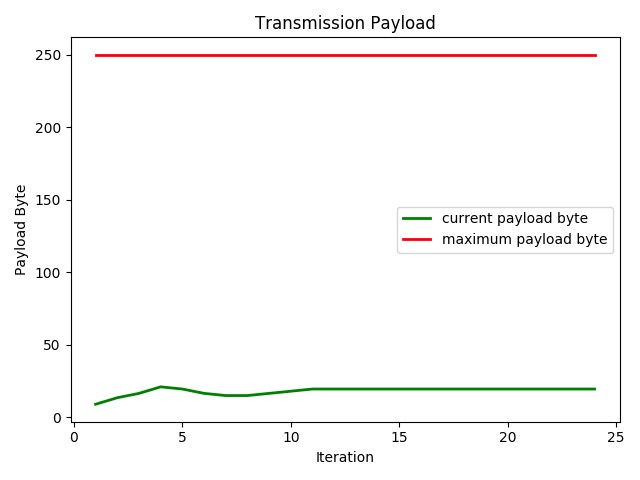 Transmission Payload
Payload Byte
250
200
150
100
50
0
current payload byte
maximum payload byte
0
5
10
15
20
25
Iteration